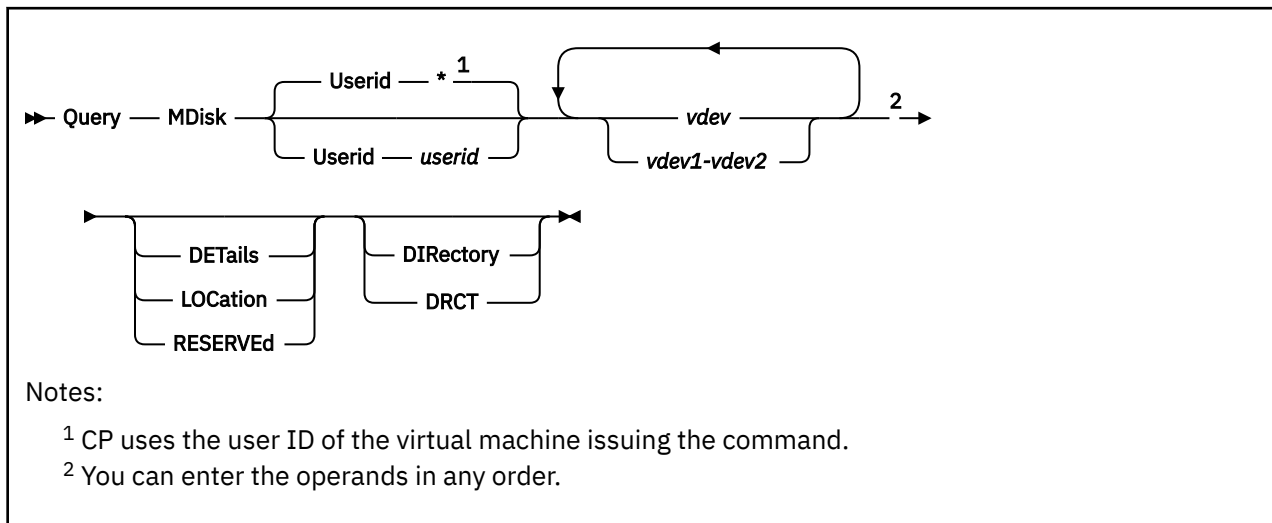 Userid — * 1
Query — MDisk vdev 2
Userid — userid vdev1-vdev2
DETails DIRectory
LOCation DRCT
RESERVEd
Notes:
1 CP uses the user ID of the virtual machine issuing the command.
2 You can enter the operands in any order.